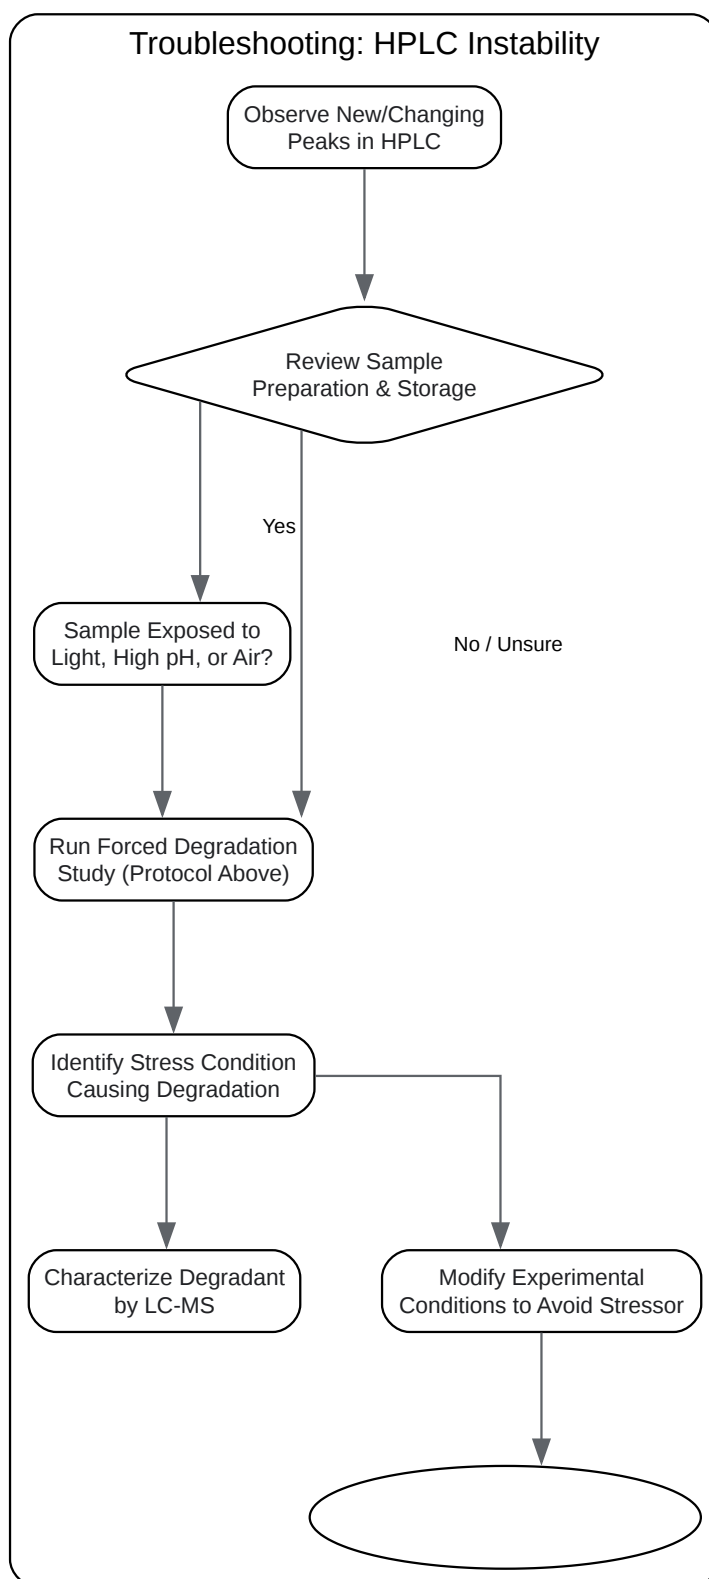 Troubleshooting: HPLC Instability
Observe New/Changing
Peaks in HPLC
Review Sample
Preparation & Storage
Yes
Sample Exposed to
Light, High pH, or Air?
No / Unsure
Run Forced Degradation
Study (Protocol Above)
Identify Stress Condition
Causing Degradation
Characterize Degradant
by LC-MS
Modify Experimental
Conditions to Avoid Stressor